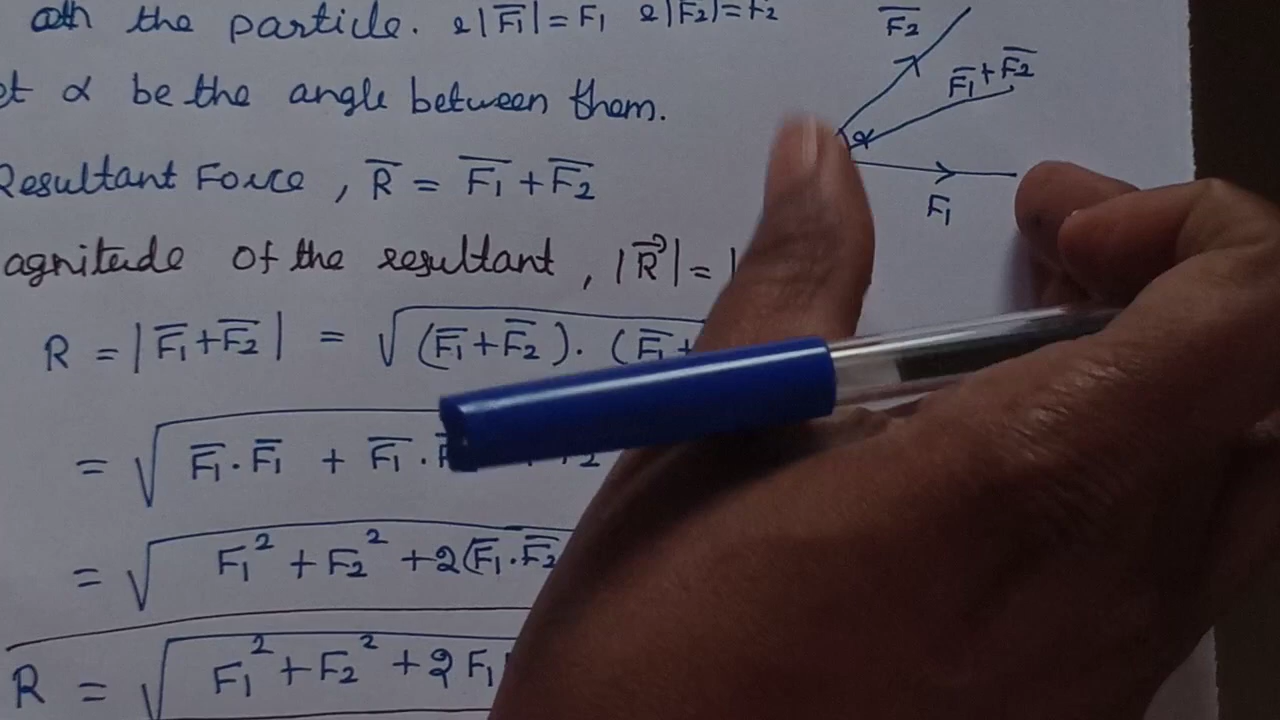 the particle. & |F̅₁| = F₁ & |F̅₂| = F₂
α be the angle between them.
Resultant Force, R̅ = F̅₁ + F̅₂
agnitude of the resultant, |R⃗| =
R = |F̅₁ + F̅₂| = √(F̅₁ + F̅₂) . (F̅₁ +
= √ F̅₁ . F̅₁ + F̅₁ .
= √ F₁² + F₂² + 2(F̅₁ . F̅₂
R = √ F₁² + F₂² + 2 F₁
F̅₂
F̅₁ + F̅₂
α
F₁